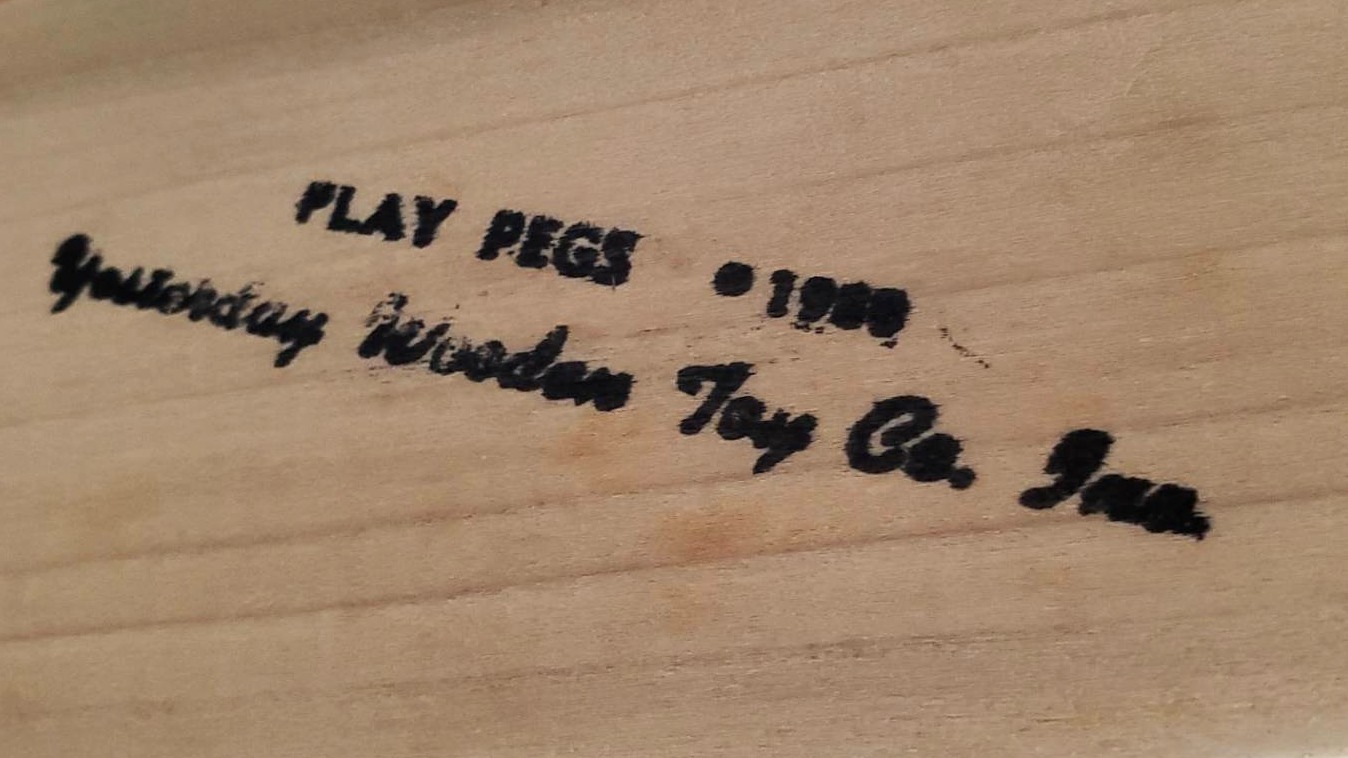 PLAY PEGS
Yesterday Wooden Toy Co. Inc.